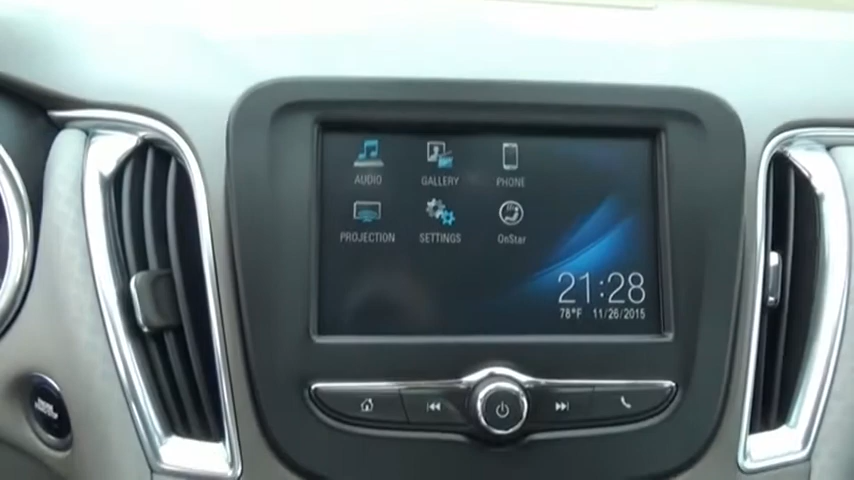 AUDIO GALLERY PHONE
PROJECTION SETTINGS OnStar
21:28
78°F 11/26/2015